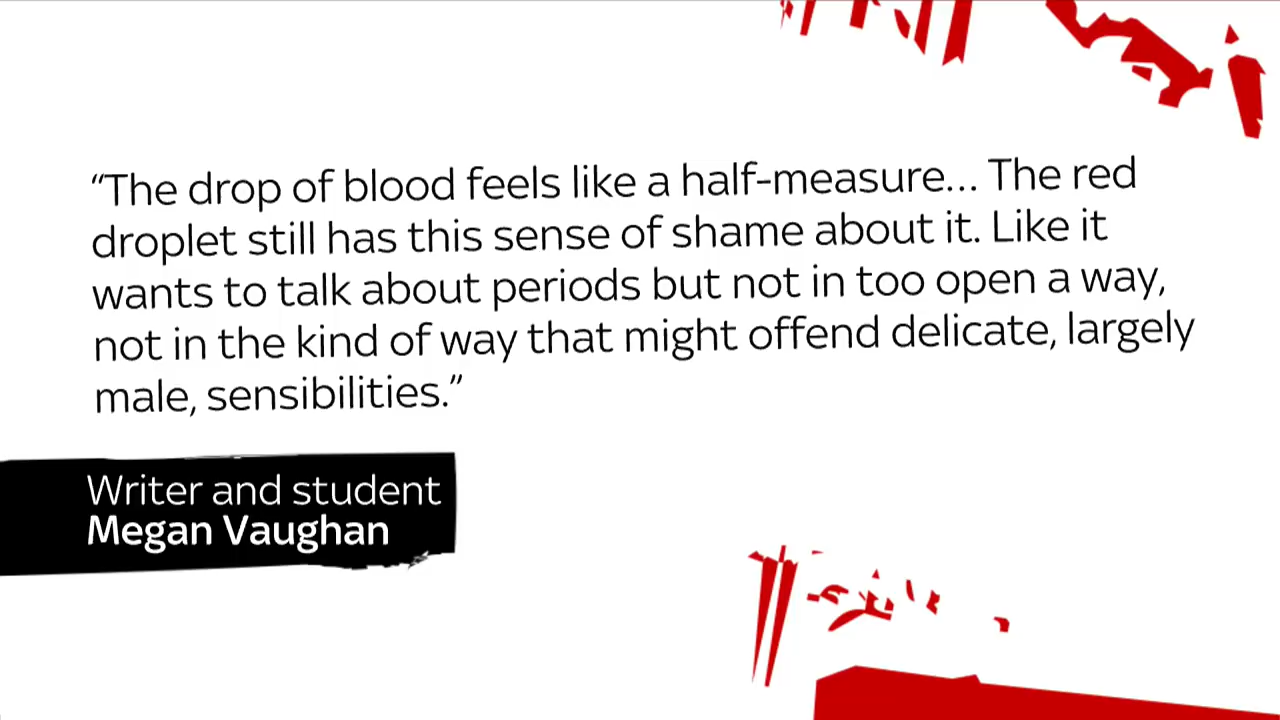 “The drop of blood feels like a half-measure... The red
droplet still has this sense of shame about it. Like it
wants to talk about periods but not in too open a way,
not in the kind of way that might offend delicate, largely
male, sensibilities.”
Writer and student
Megan Vaughan